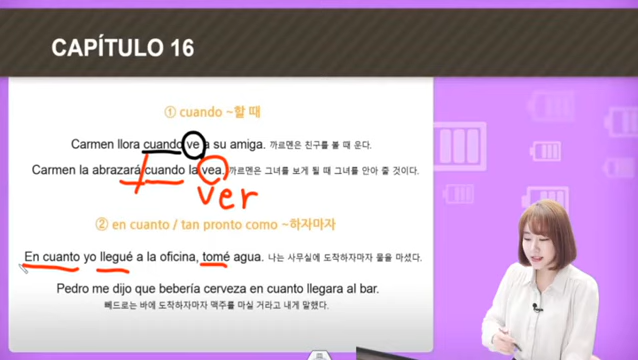 CAPÍTULO 16
① cuando ~할 때
Carmen llora cuando ve a su amiga. 까르멘은 친구를 볼 때 운다.
Carmen la abrazará cuando la vea. 까르멘은 그녀를 보게 될 때 그녀를 안아 줄 것이다.
ver
② en cuanto / tan pronto como ~하자마자
En cuanto yo llegué a la oficina, tomé agua. 나는 사무실에 도착하자마자 물을 마셨다.
Pedro me dijo que bebería cerveza en cuanto llegara al bar.
뻬드로는 바에 도착하자마자 맥주를 마실 거라고 내게 말했다.